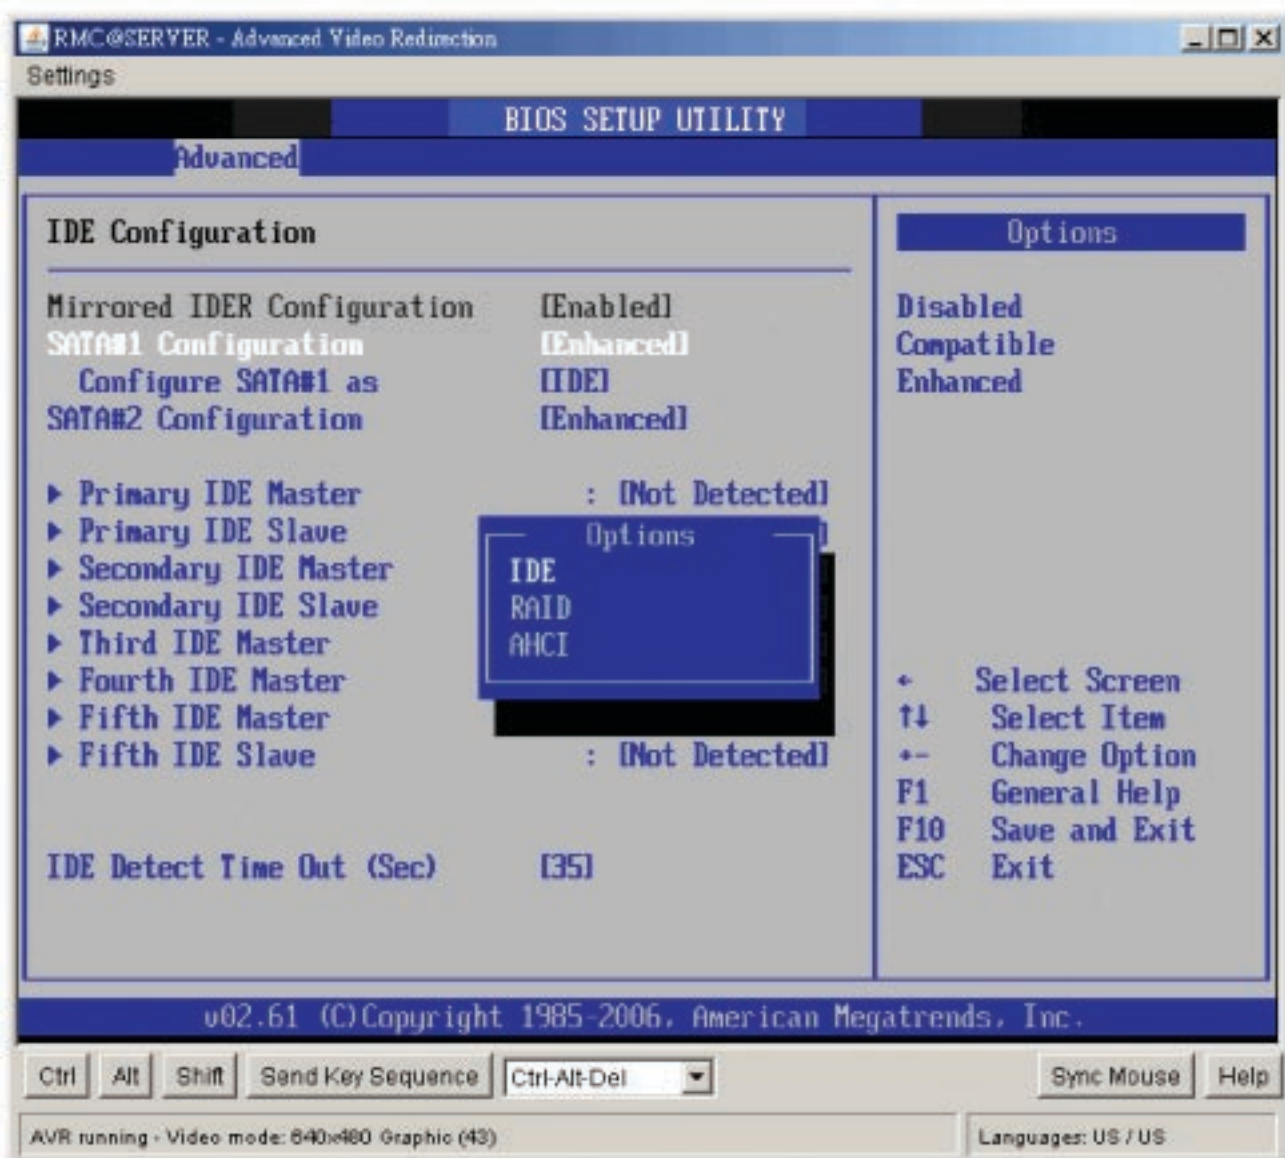 RMC@SERVER - Advanced Video Redirection
Settings
BIOS SETUP UTILITY
Advanced
IDE Configuration
Mirrored IDER Configuration [Enabled]
SATA#1 Configuration [Enhanced]
Configure SATA#1 as [IDE]
SATA#2 Configuration [Enhanced]
Primary IDE Master : [Not Detected]
Primary IDE Slave ]
Secondary IDE Master
Secondary IDE Slave
Third IDE Master
Fourth IDE Master
Fifth IDE Master
Fifth IDE Slave : [Not Detected]
IDE Detect Time Out (Sec) [35]
Options
IDE
RAID
AHCI
Options
Disabled
Compatible
Enhanced
← Select Screen
↑↓ Select Item
+- Change Option
F1 General Help
F10 Save and Exit
ESC Exit
v02.61 (C)Copyright 1985-2006, American Megatrends, Inc.
Ctrl Alt Shift Send Key Sequence Ctrl-Alt-Del Sync Mouse Help
AVR running - Video mode: 640x480 Graphic (43) Languages: US / US